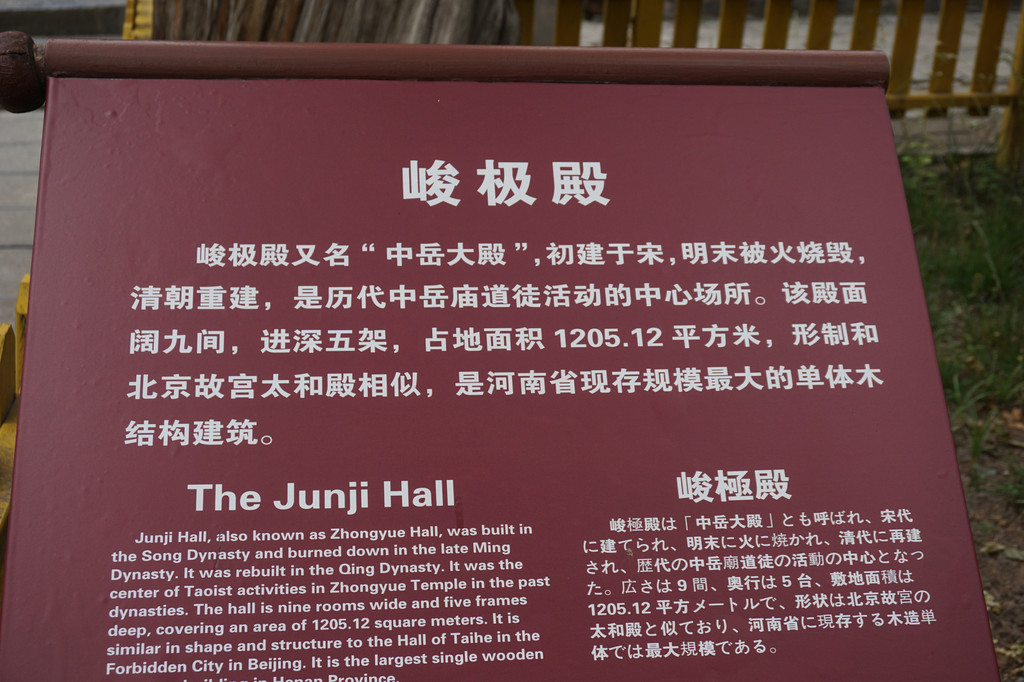 峻极殿
峻极殿又名“中岳大殿”,初建于宋,明末被火烧毁,
清朝重建，是历代中岳庙道徒活动的中心场所。该殿面
阔九间，进深五架，占地面积 1205.12 平方米，形制和
北京故宫太和殿相似，是河南省现存规模最大的单体木
结构建筑。
The Junji Hall
Junji Hall, also known as Zhongyue Hall, was built in
the Song Dynasty and burned down in the late Ming
Dynasty. It was rebuilt in the Qing Dynasty. It was the
center of Taoist activities in Zhongyue Temple in the past
dynasties. The hall is nine rooms wide and five frames
deep, covering an area of 1205.12 square meters. It is
similar in shape and structure to the Hall of Taihe in the
Forbidden City in Beijing. It is the largest single wooden
building in Henan Province.
峻極殿
峻極殿は「中岳大殿」とも呼ばれ、宋代
に建てられ、明末に火に焼かれ、清代に再建
され、歴代の中岳廟道徒の活動の中心となっ
た。広さは 9 間、奥行は 5 台、敷地面積は
1205.12 平方メートルで、形状は北京故宮の
太和殿と似ており、河南省に現存する木造単
体では最大規模である。